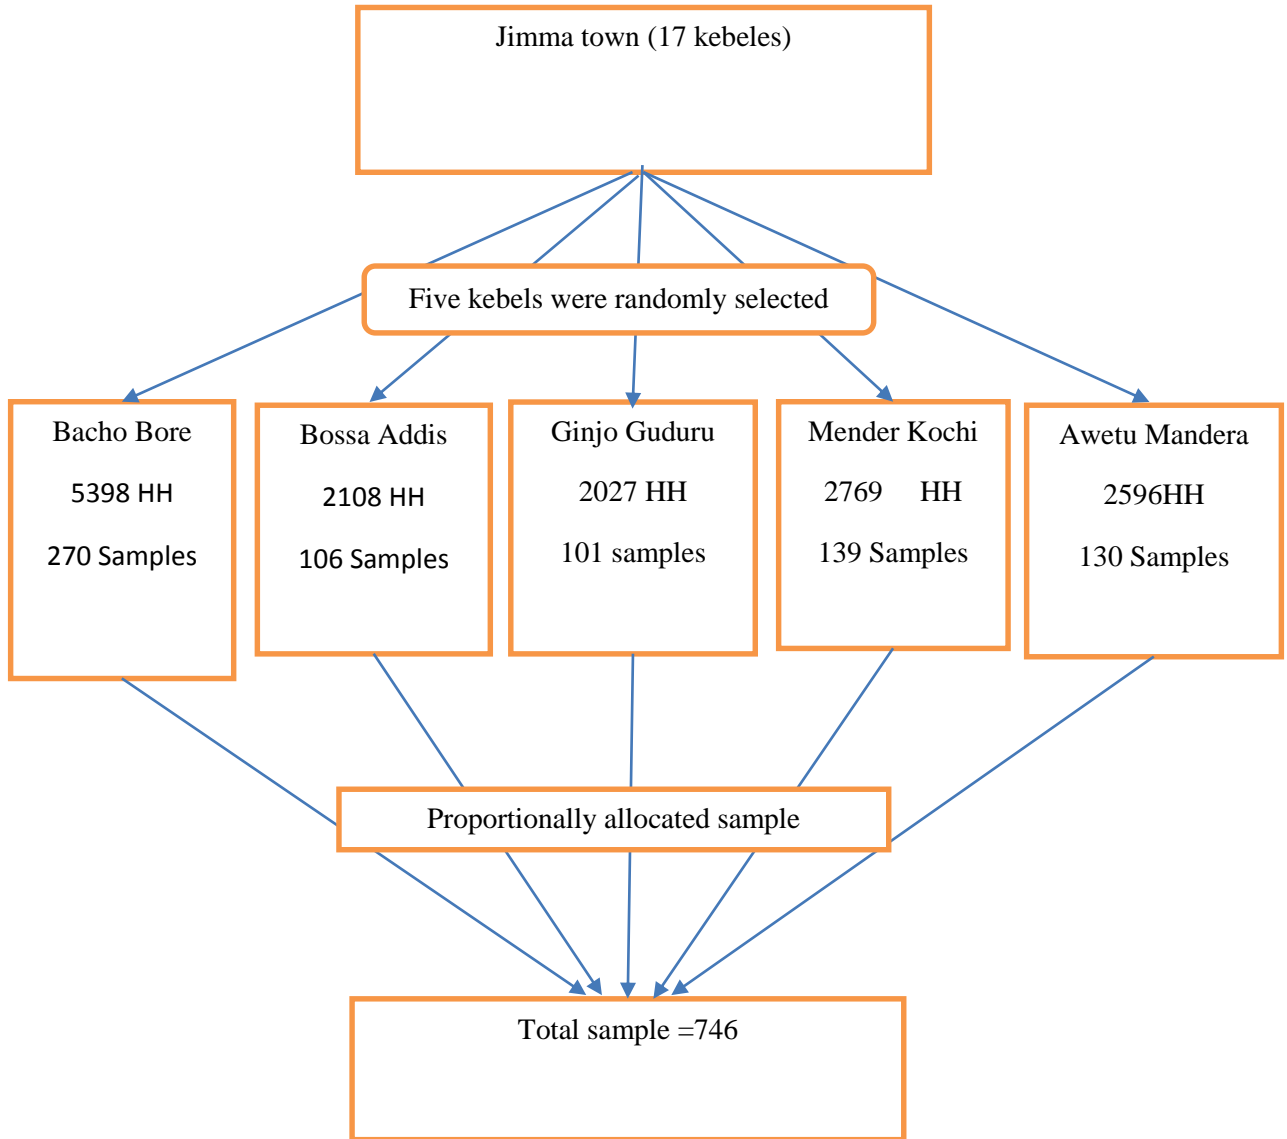 Jimma town (17 kebeles)
Five kebels were randomly selected
Bacho Bore
5398 HH
270 Samples
Bossa Addis
2108 HH
106 Samples
Ginjo Guduru
2027 HH
101 samples
Mender Kochi
2769 HH
139 Samples
Awetu Mandera
2596HH
130 Samples
Proportionally allocated sample
Total sample =746